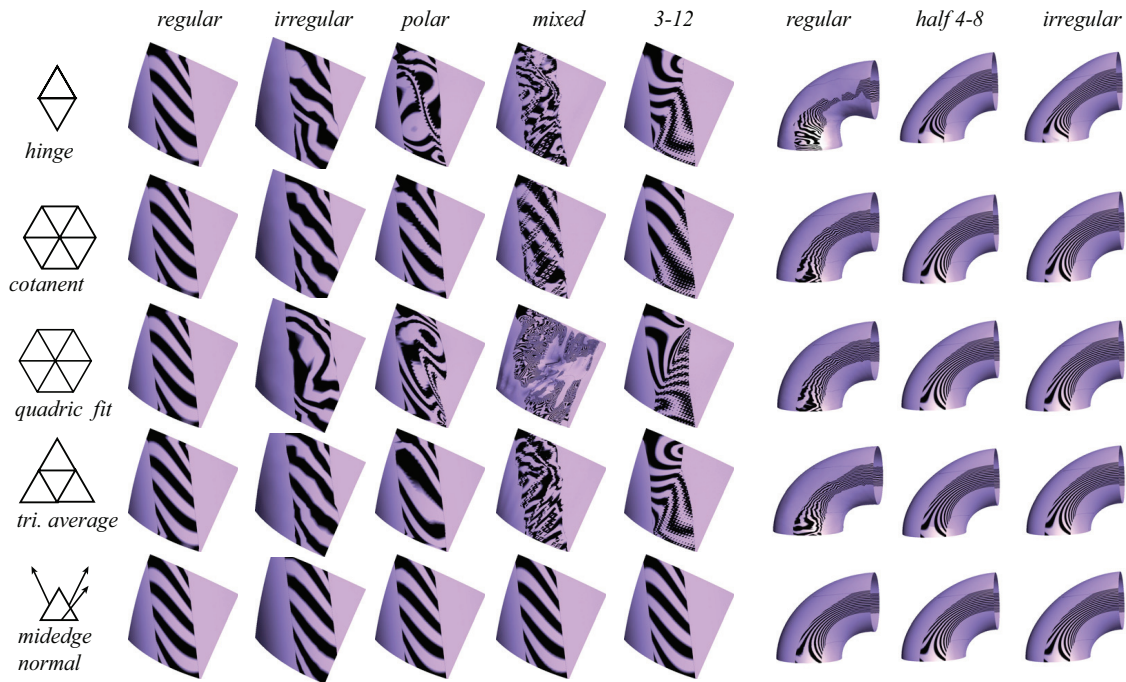 regular irregular polar mixed 3-12 regular half 4-8 irregular
hinge
cotanent
quadric fit
tri. average
midedge
normal